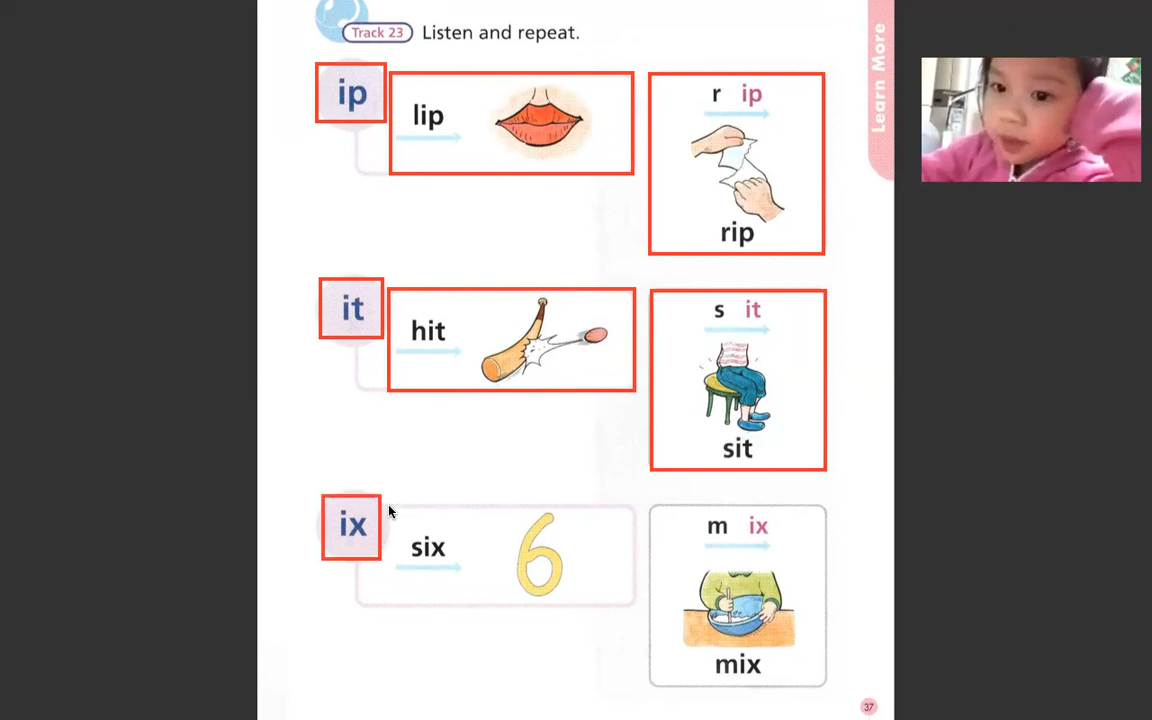 Track 23 Listen and repeat.
Learn More
ip
lip
r ip
rip
it
hit
s it
sit
ix
six
6
m ix
mix
37